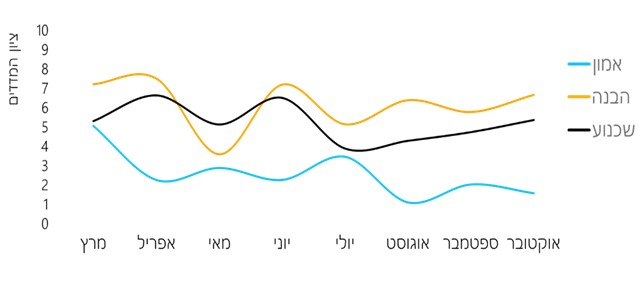 ציון המדדים
10
9
8
7
6
5
4
3
2
1
0
מרץ
אפריל
מאי
יוני
יולי
אוגוסט
ספטמבר
אוקטובר
אמון
הבנה
שכנוע